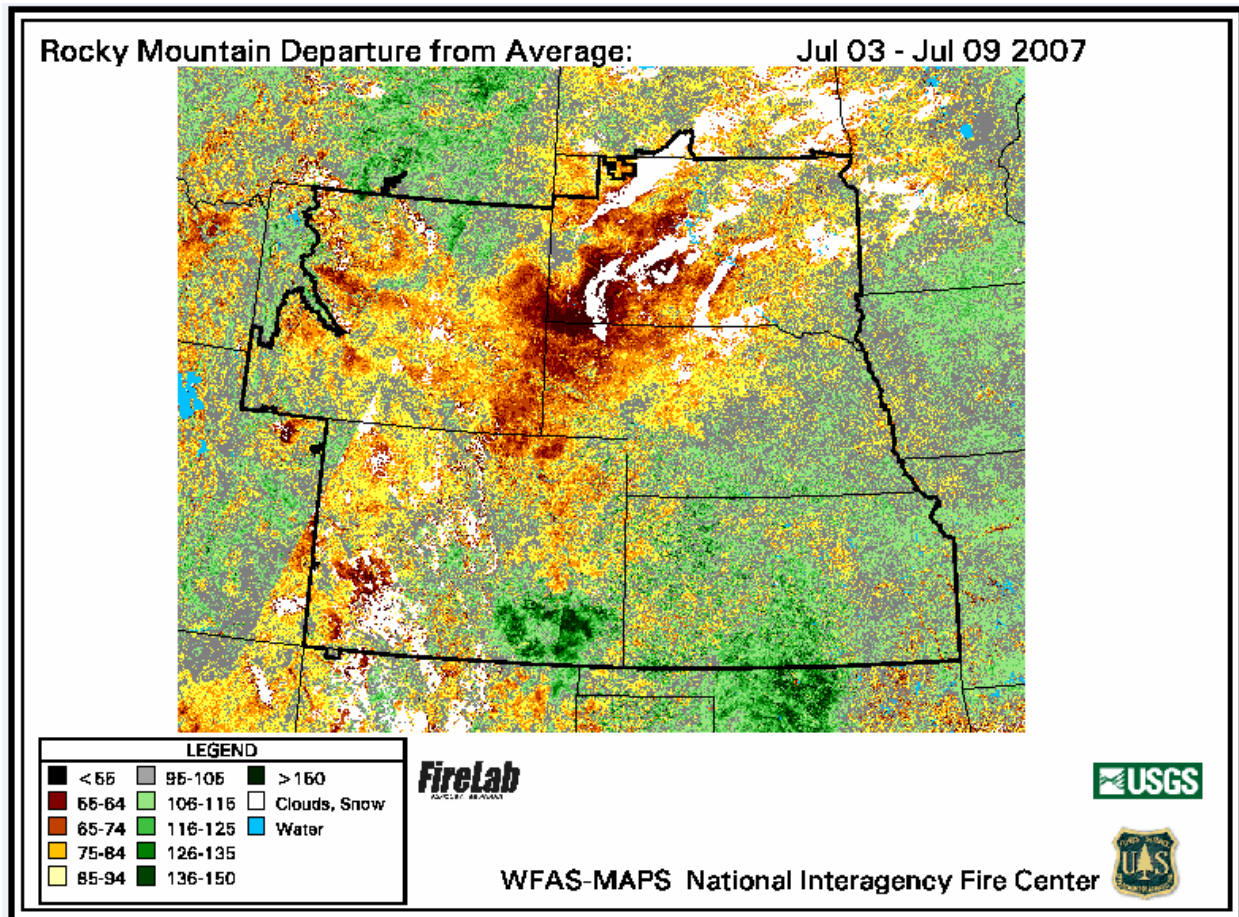 Rocky Mountain Departure from Average: Jul 03 - Jul 09 2007
LEGEND
<55 95-105 >150
55-64 106-115 Clouds, Snow
65-74 116-125 Water
75-84 126-135
85-94 136-150
FireLab
USGS
WFAS-MAPS National Interagency Fire Center
U S